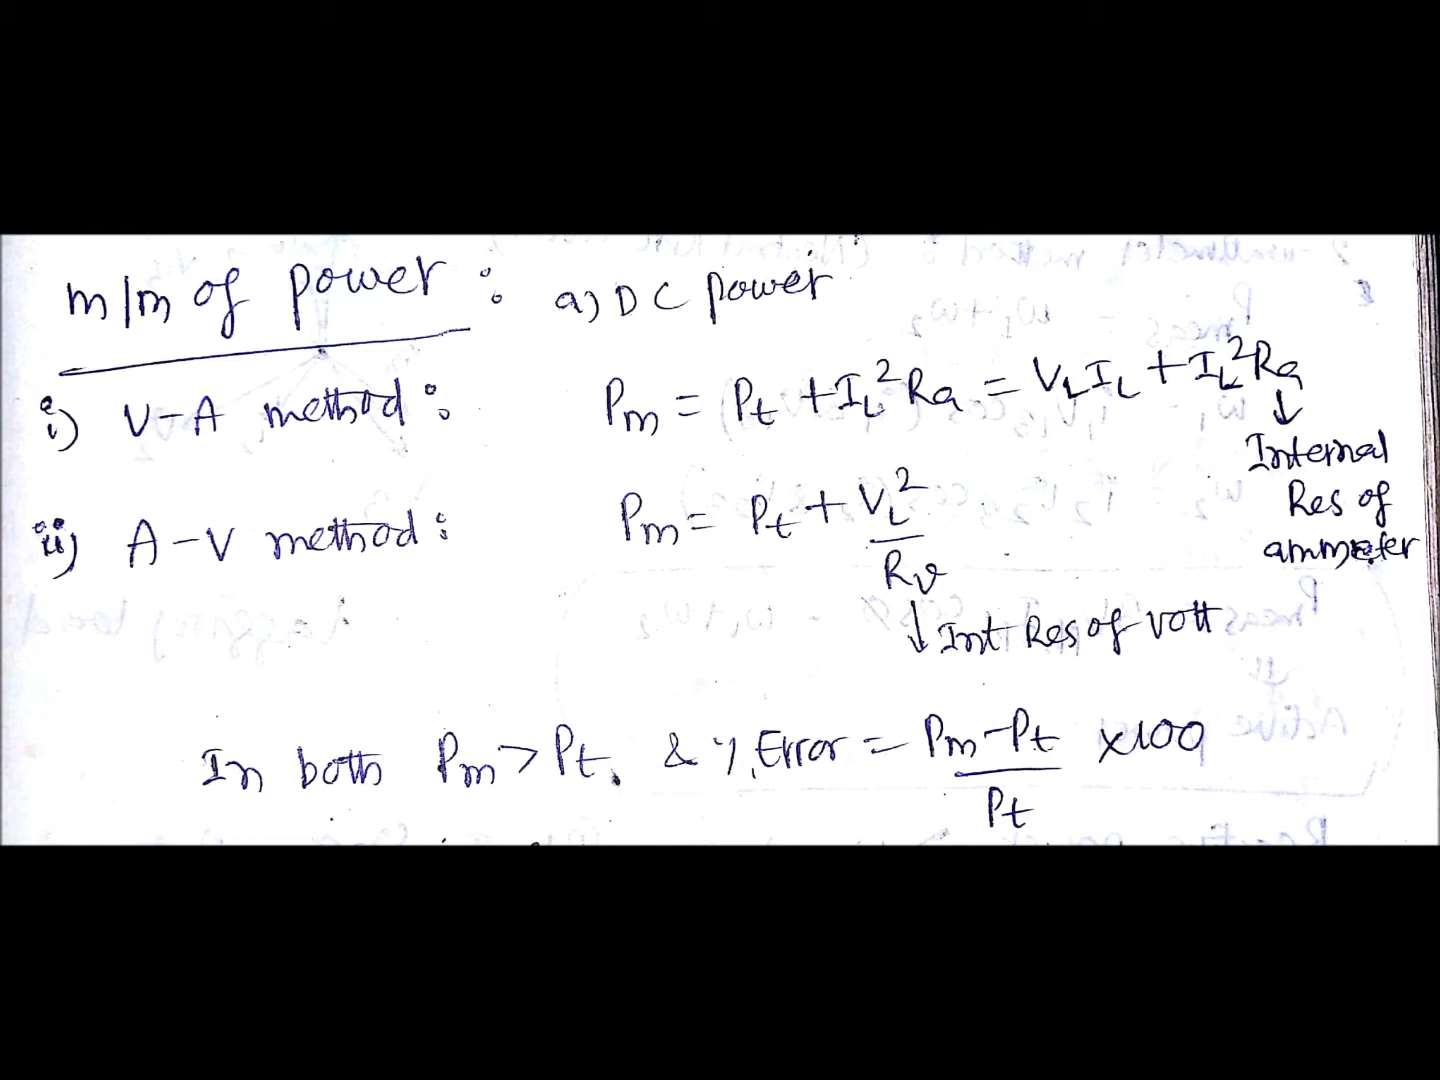 m/m of power : a) DC power
i) V-A method : Pm = Pt + IL²Ra = VLIL + IL²Ra
↓
Internal
Res of
ammeter
ii) A-V method : Pm = Pt + VL²/Rv
↓ Int Res of volt
In both Pm > Pt. & % Error = (Pm - Pt)/Pt ×100